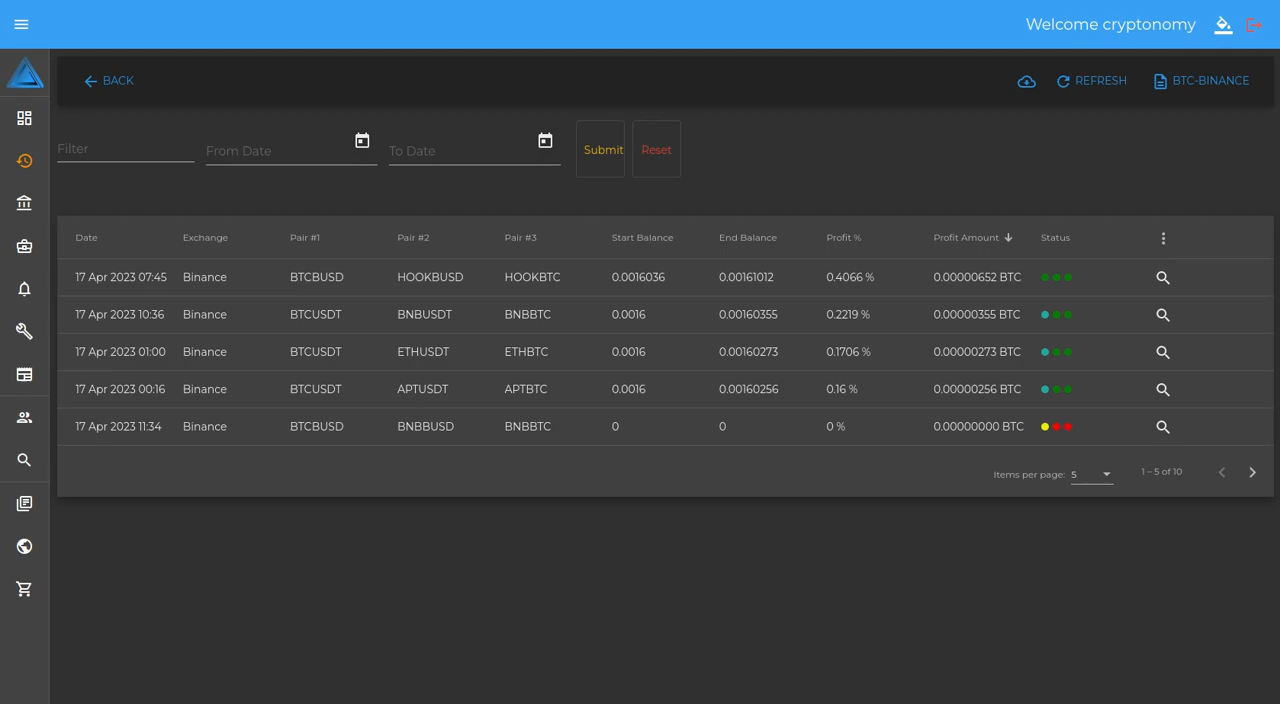 Welcome cryptonomy
BACK REFRESH BTC-BINANCE
Filter From Date To Date Submit Reset
Date Exchange Pair #1 Pair #2 Pair #3 Start Balance End Balance Profit % Profit Amount Status
17 Apr 2023 07:45 Binance BTCBUSD HOOKBUSD HOOKBTC 0.0016036 0.00161012 0.4066 % 0.00000652 BTC
17 Apr 2023 10:36 Binance BTCUSDT BNBUSDT BNBBTC 0.0016 0.00160355 0.2219 % 0.00000355 BTC
17 Apr 2023 01:00 Binance BTCUSDT ETHUSDT ETHBTC 0.0016 0.00160273 0.1706 % 0.00000273 BTC
17 Apr 2023 00:16 Binance BTCUSDT APTUSDT APTBTC 0.0016 0.00160256 0.16 % 0.00000256 BTC
17 Apr 2023 11:34 Binance BTCBUSD BNBBUSD BNBBTC 0 0 0 % 0.00000000 BTC
Items per page: 5 1 – 5 of 10